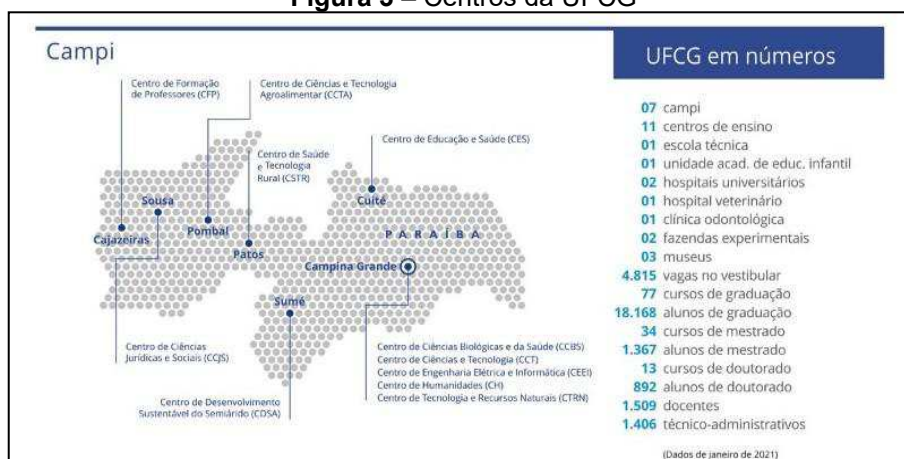 Figura 3 – Centros da UFCG
Campi
Centro de Formação
de Professores (CFP)
Centro de Ciências e Tecnologia
Agroalimentar (CCTA)
Centro de Saúde
e Tecnologia
Rural (CSTR)
Centro de Educação e Saúde (CES)
Sousa
Cuité
Cajazeiras
Pombal
PARAÍBA
Patos
Campina Grande
Sumé
Centro de Ciências
Jurídicas e Sociais (CCJS)
Centro de Desenvolvimento
Sustentável do Semiárido (CDSA)
Centro de Ciências Biológicas e da Saúde (CCBS)
Centro de Ciências e Tecnologia (CCT)
Centro de Engenharia Elétrica e Informática (CEEI)
Centro de Humanidades (CH)
Centro de Tecnologia e Recursos Naturais (CTRN)
UFCG em números
07 campi
11 centros de ensino
01 escola técnica
01 unidade acad. de educ. infantil
02 hospitais universitários
01 hospital veterinário
01 clínica odontológica
02 fazendas experimentais
03 museus
4.815 vagas no vestibular
77 cursos de graduação
18.168 alunos de graduação
34 cursos de mestrado
1.367 alunos de mestrado
13 cursos de doutorado
892 alunos de doutorado
1.509 docentes
1.406 técnico-administrativos
(Dados de janeiro de 2021)